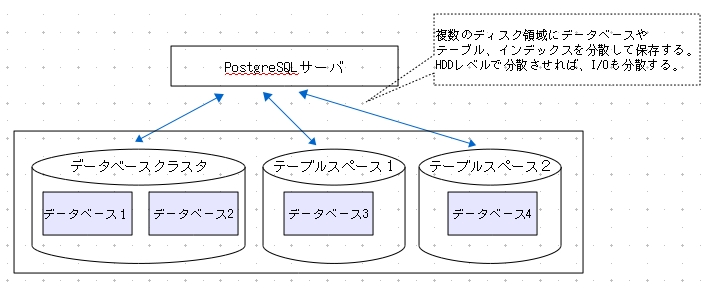 複数のディスク領域にデータベースや
テーブル、インデックスを分散して保存する。
HDDレベルで分散させれば、I/Oも分散する。
PostgreSQLサーバ
データベースクラスタ
テーブルスペース１
テーブルスペース２
データベース１
データベース2
データベース3
データベース4